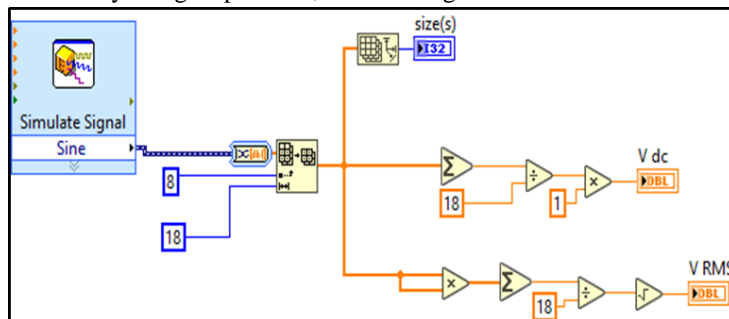 size(s)
I32
Simulate Signal
Sine
8
18
V dc
18
1
DBL
V RMS
18
DBL